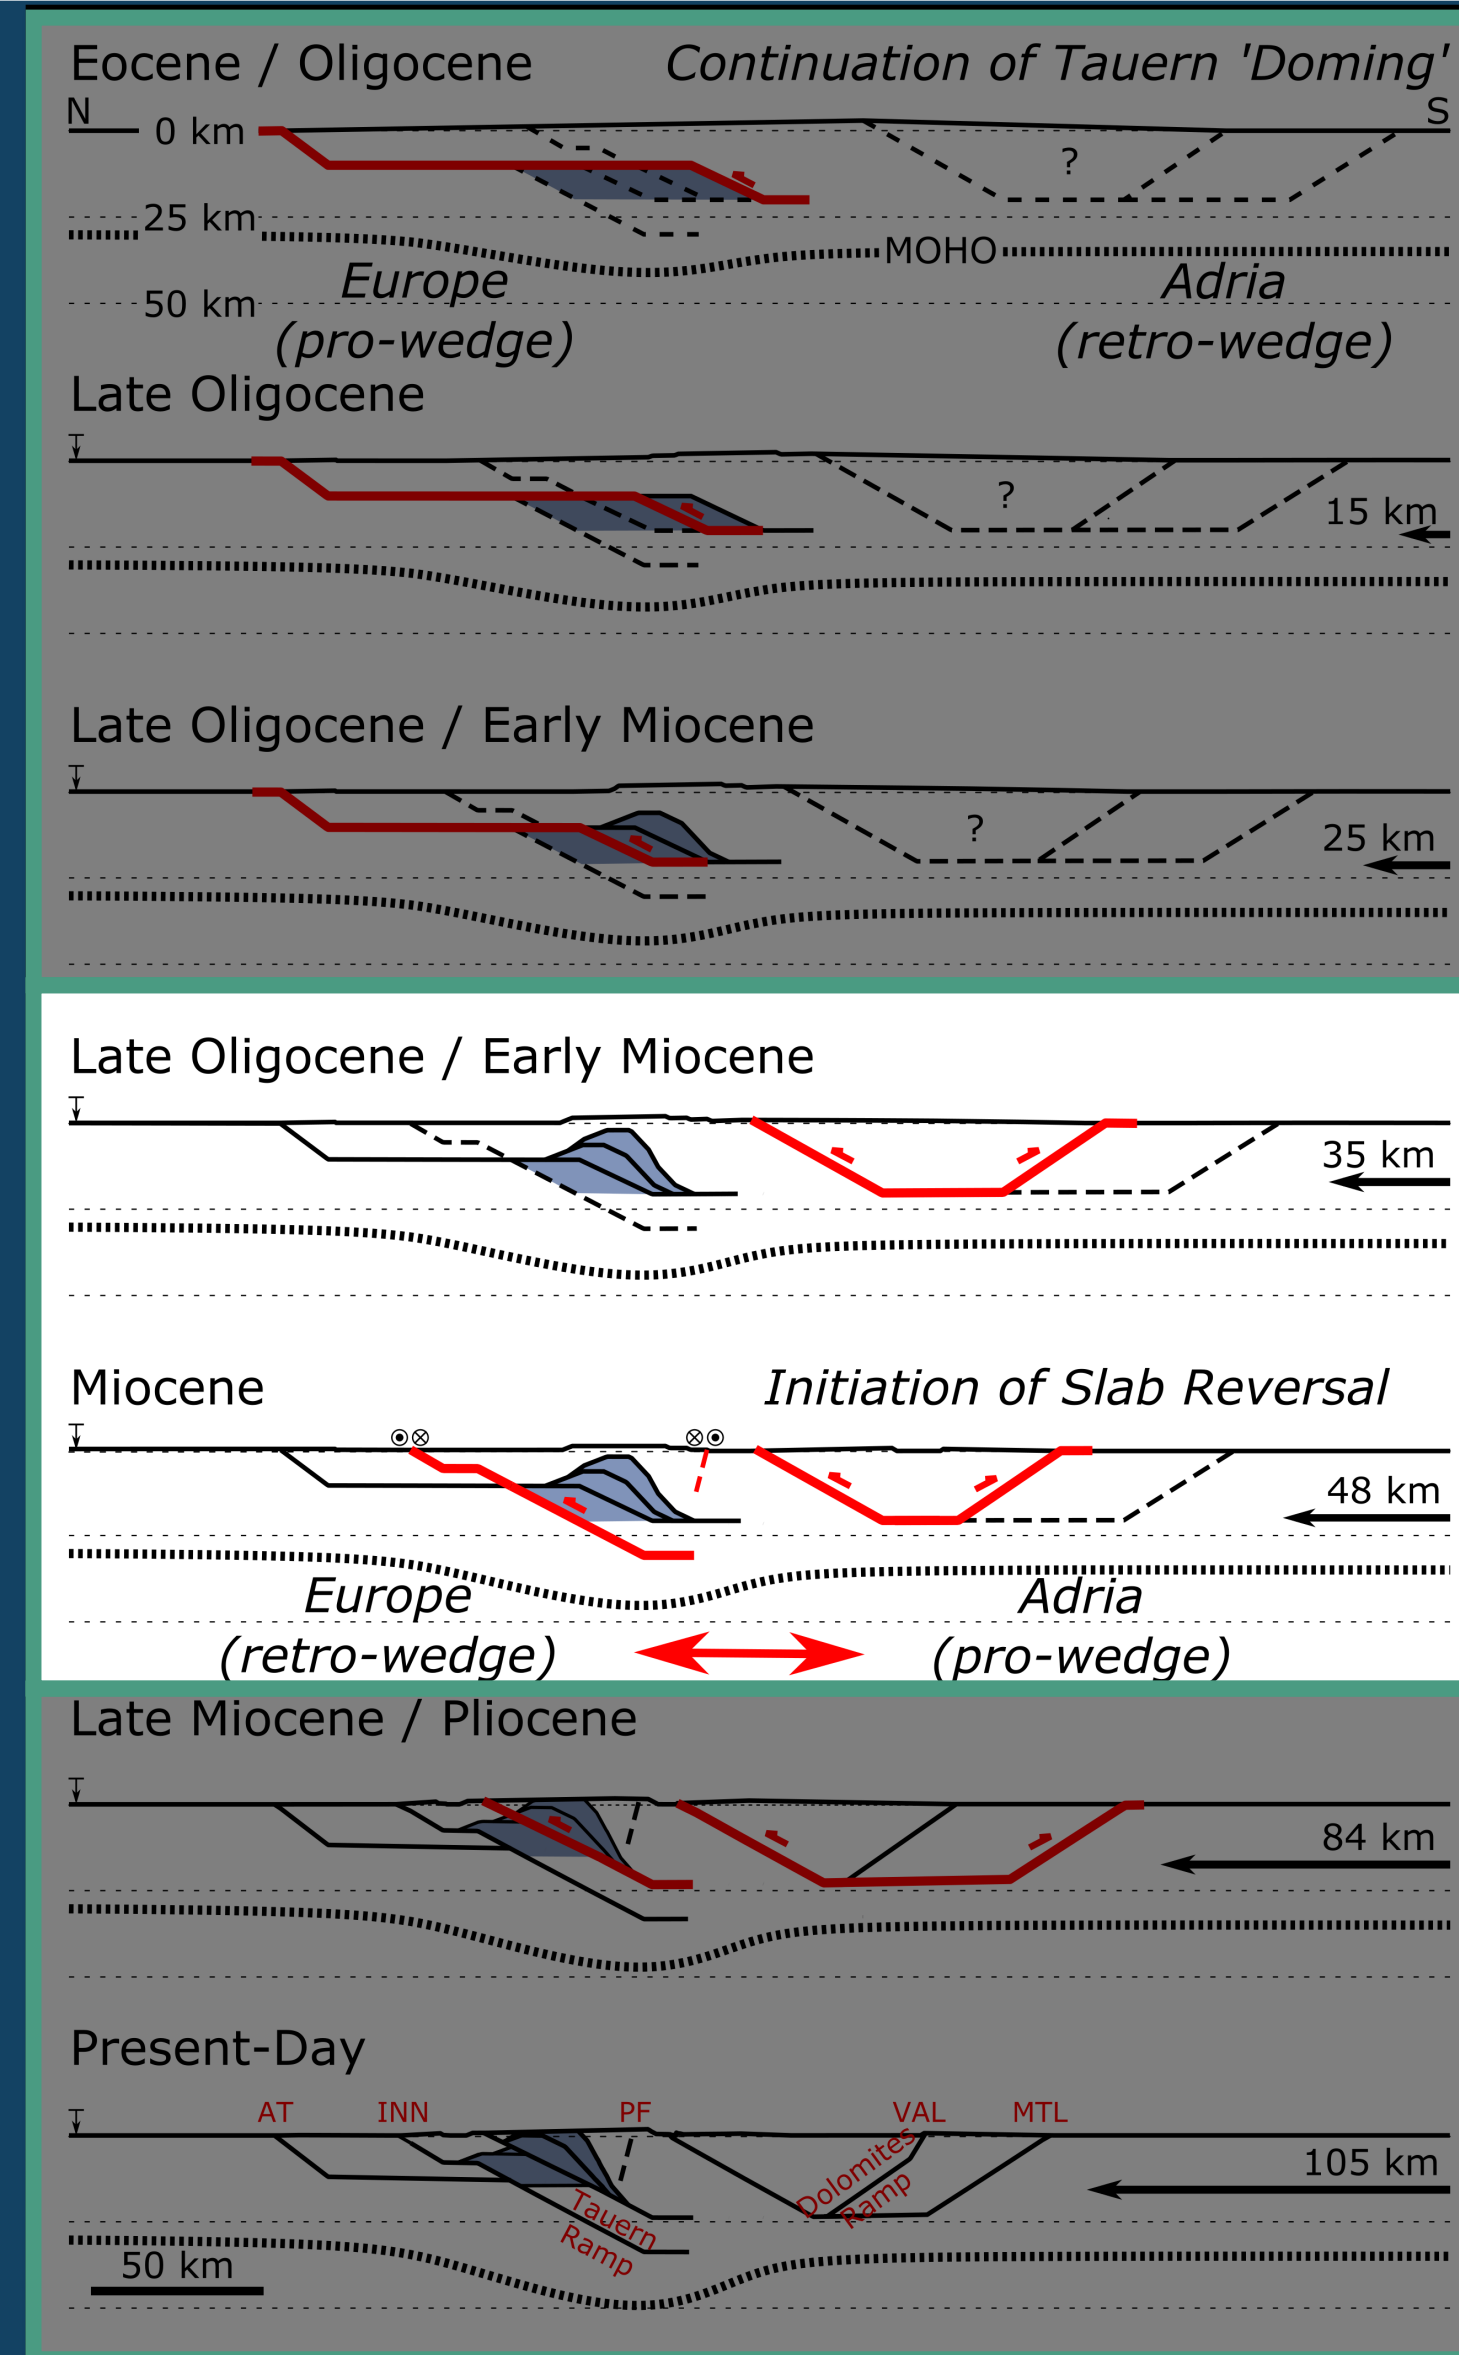 Eocene / Oligocene
Continuation of Tauern 'Doming'
N
S
0 km
?
25 km
MOHO
Europe
Adria
50 km
(pro-wedge)
(retro-wedge)
Late Oligocene
?
15 km
Late Oligocene / Early Miocene
?
25 km
Late Oligocene / Early Miocene
35 km
Miocene
Initiation of Slab Reversal
48 km
Europe
Adria
(retro-wedge)
(pro-wedge)
Late Miocene / Pliocene
84 km
Present-Day
AT
INN
PF
VAL
MTL
Dolomites
Ramp
105 km
Tauern
Ramp
50 km